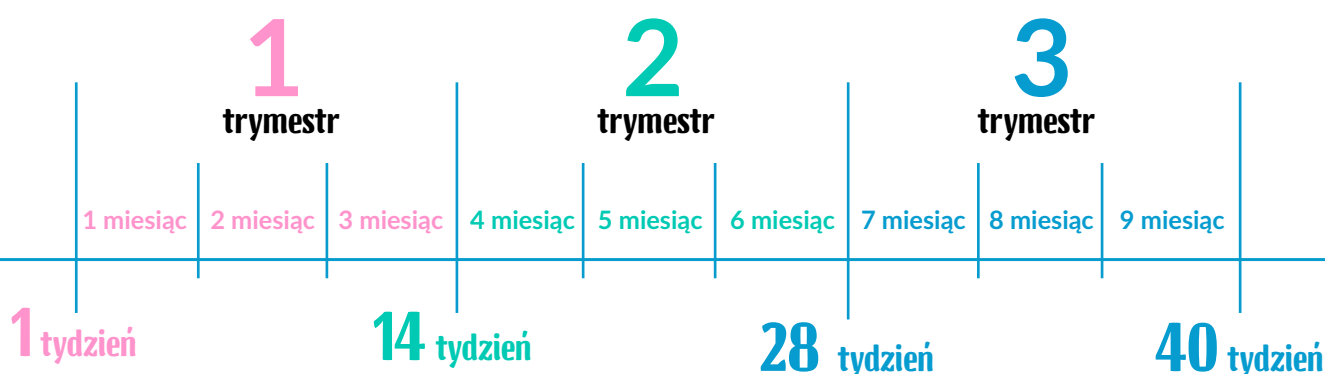 1 2 3
trymestr trymestr trymestr
1 miesiąc 2 miesiąc 3 miesiąc 4 miesiąc 5 miesiąc 6 miesiąc 7 miesiąc 8 miesiąc 9 miesiąc
1 tydzień 14 tydzień 28 tydzień 40 tydzień